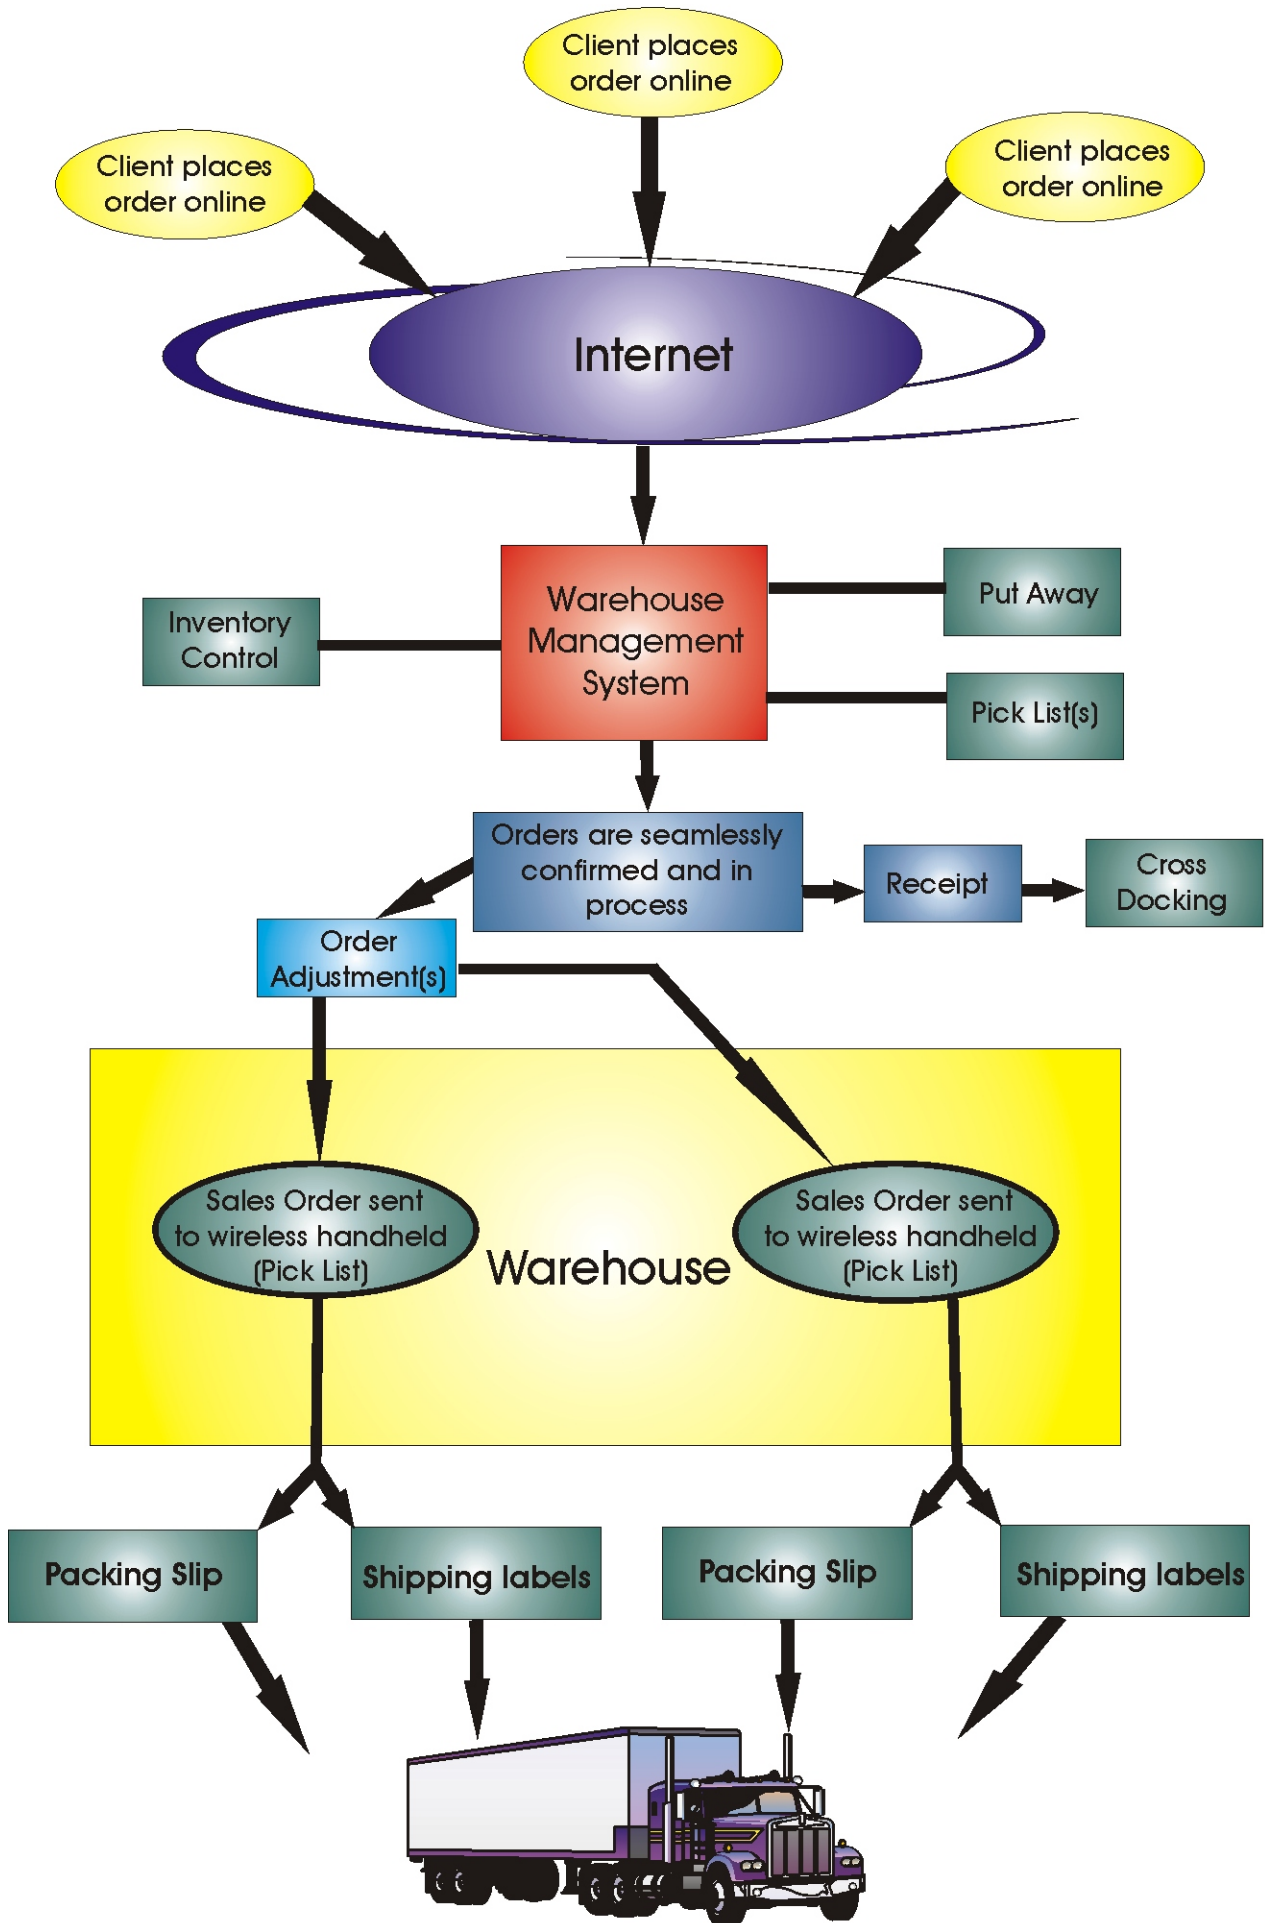 Client places
order online
Client places
order online
Client places
order online
Internet
Warehouse
Management
System
Inventory
Control
Put Away
Pick List(s)
Orders are seamlessly
confirmed and in
process
Receipt
Cross
Docking
Order
Adjustment(s)
Sales Order sent
to wireless handheld
(Pick List)
Warehouse
Sales Order sent
to wireless handheld
(Pick List)
Packing Slip
Shipping labels
Packing Slip
Shipping labels